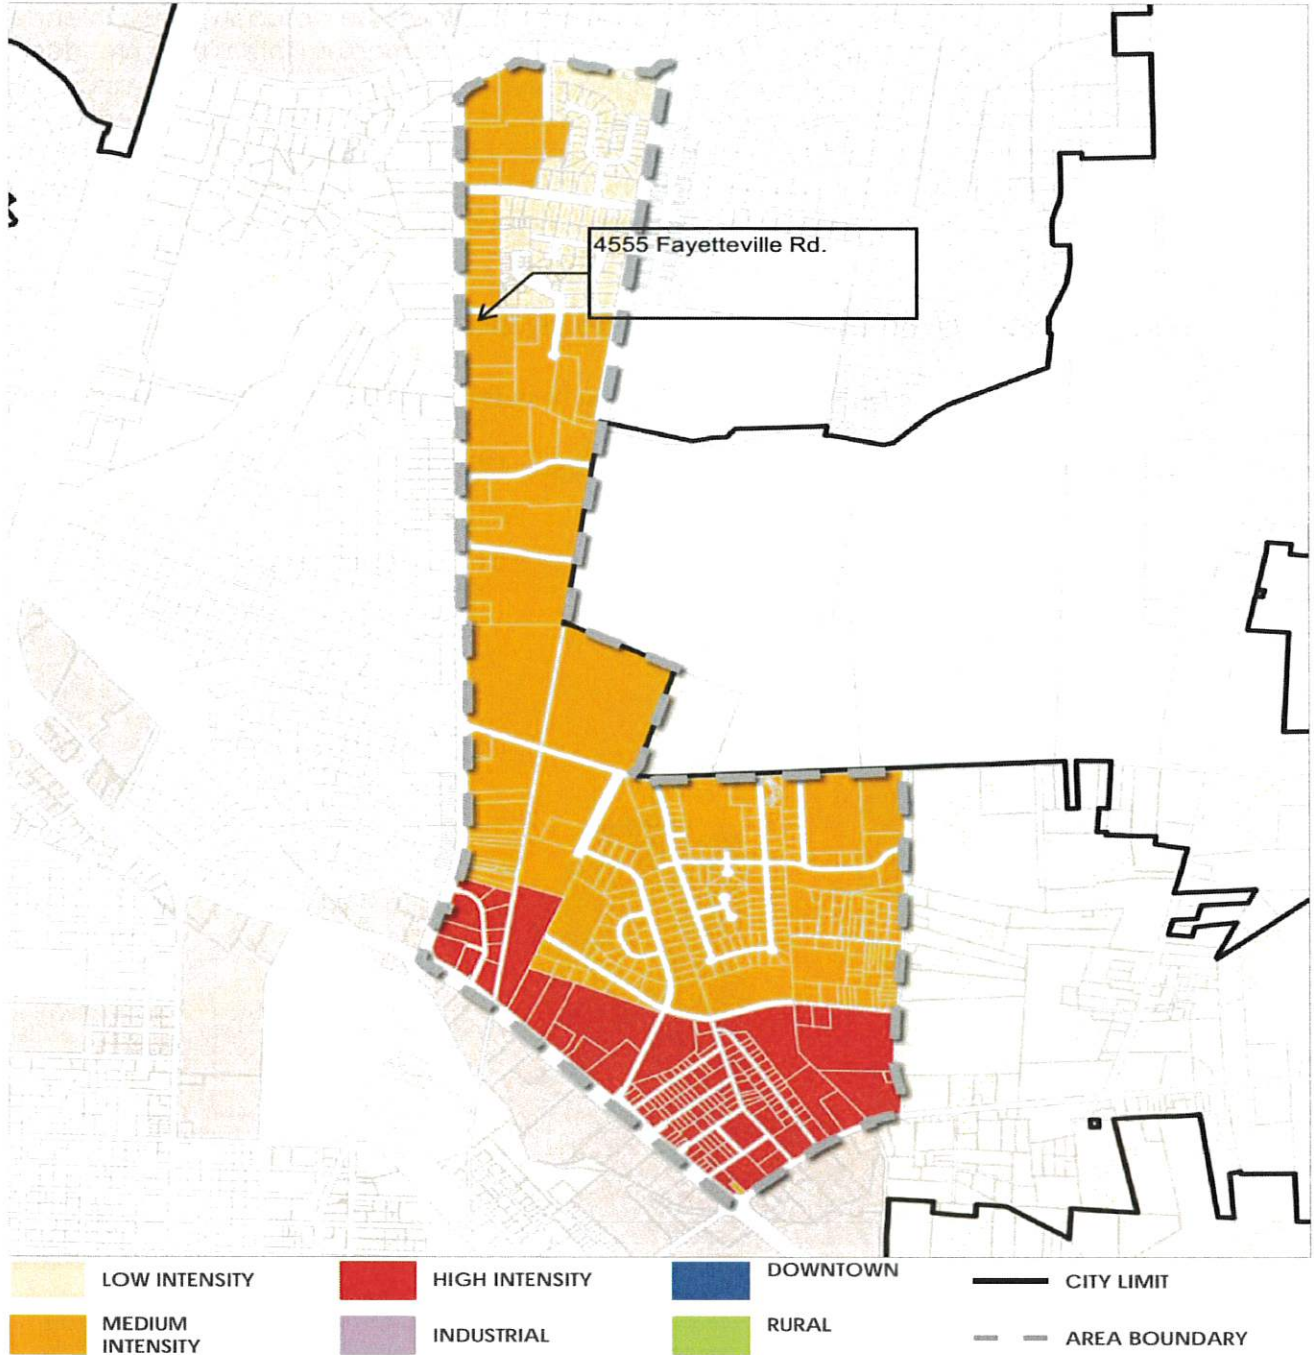 4555 Fayetteville Rd.
LOW INTENSITY
HIGH INTENSITY
DOWNTOWN
CITY LIMIT
MEDIUM
INTENSITY
INDUSTRIAL
RURAL
AREA BOUNDARY